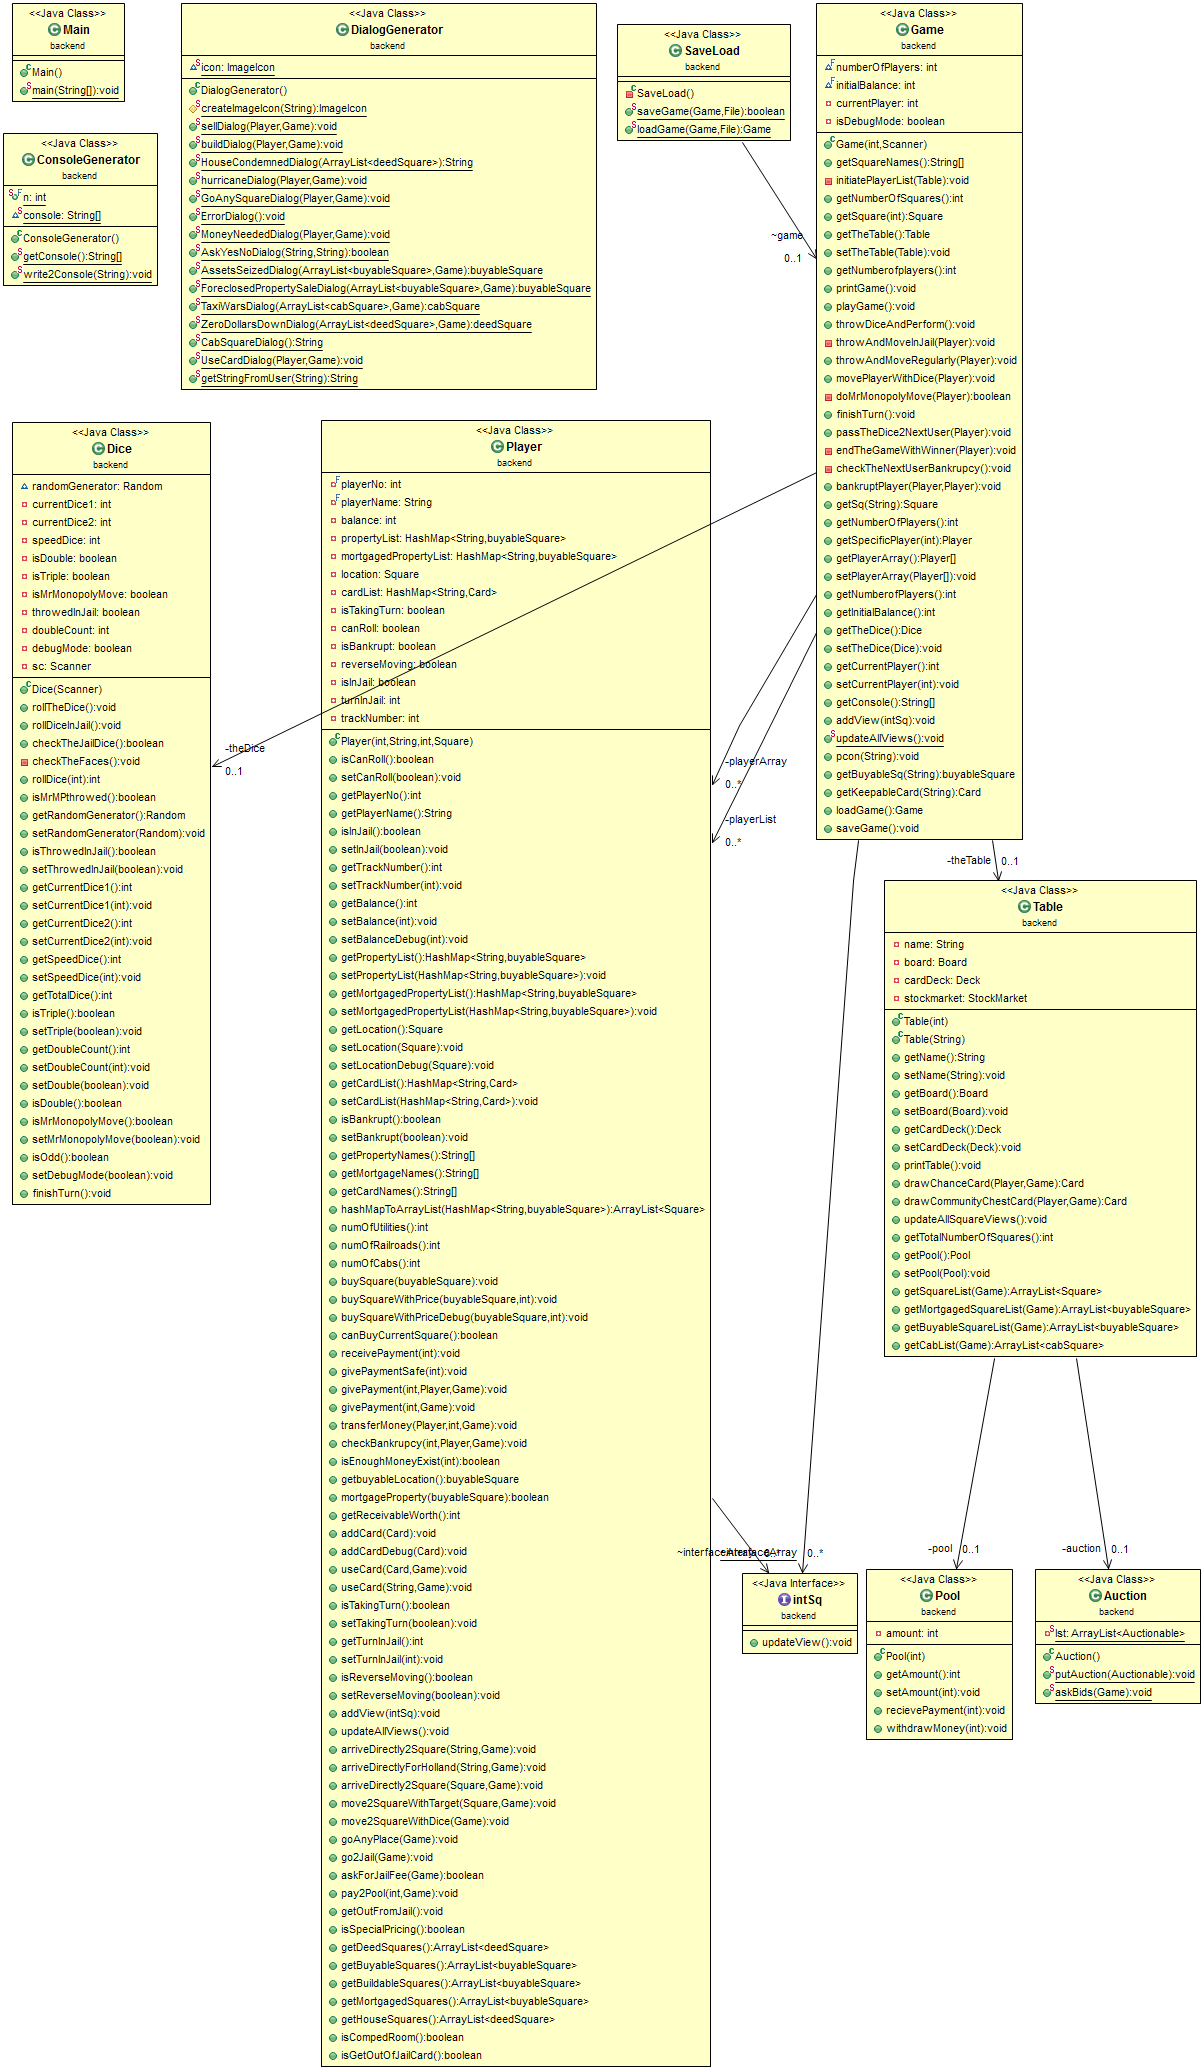 <<Java Class>>
Main
backend
Main()
main(String[]):void
<<Java Class>>
ConsoleGenerator
backend
n: int
console: String[]
ConsoleGenerator()
getConsole():String[]
write2Console(String):void
<<Java Class>>
DialogGenerator
backend
icon: ImageIcon
DialogGenerator()
createImageIcon(String):ImageIcon
sellDialog(Player,Game):void
buildDialog(Player,Game):void
HouseCondemnedDialog(ArrayList<deedSquare>):String
hurricaneDialog(Player,Game):void
GoAnySquareDialog(Player,Game):void
ErrorDialog():void
MoneyNeededDialog(Player,Game):void
AskYesNoDialog(String,String):boolean
AssetsSeizedDialog(ArrayList<buyableSquare>,Game):buyableSquare
ForeclosedPropertySaleDialog(ArrayList<buyableSquare>,Game):buyableSquare
TaxiWarsDialog(ArrayList<cabSquare>,Game):cabSquare
ZeroDollarsDownDialog(ArrayList<deedSquare>,Game):deedSquare
CabSquareDialog():String
UseCardDialog(Player,Game):void
getStringFromUser(String):String
<<Java Class>>
SaveLoad
backend
SaveLoad()
saveGame(Game,File):boolean
loadGame(Game,File):Game
~game
0..1
<<Java Class>>
Game
backend
numberOfPlayers: int
initialBalance: int
currentPlayer: int
isDebugMode: boolean
Game(int,Scanner)
getSquareNames():String[]
initiatePlayerList(Table):void
getNumberOfSquares():int
getSquare(int):Square
getTheTable():Table
setTheTable(Table):void
getNumberofplayers():int
printGame():void
playGame():void
throwDiceAndPerform():void
throwAndMoveInJail(Player):void
throwAndMoveRegularly(Player):void
movePlayerWithDice(Player):void
doMrMonopolyMove(Player):boolean
finishTurn():void
passTheDice2NextUser(Player):void
endTheGameWithWinner(Player):void
checkTheNextUserBankrupcy():void
bankruptPlayer(Player,Player):void
getSq(String):Square
getNumberOfPlayers():int
getSpecificPlayer(int):Player
getPlayerArray():Player[]
setPlayerArray(Player[]):void
getNumberofPlayers():int
getInitialBalance():int
getTheDice():Dice
setTheDice(Dice):void
getCurrentPlayer():int
setCurrentPlayer(int):void
getConsole():String[]
addView(intSq):void
updateAllViews():void
pcon(String):void
getBuyableSq(String):buyableSquare
getKeepableCard(String):Card
loadGame():Game
saveGame():void
<<Java Class>>
Dice
backend
randomGenerator: Random
currentDice1: int
currentDice2: int
speedDice: int
isDouble: boolean
isTriple: boolean
isMrMonopolyMove: boolean
throwedInJail: boolean
doubleCount: int
debugMode: boolean
sc: Scanner
Dice(Scanner)
rollTheDice():void
rollDiceInJail():void
checkTheJailDice():boolean
checkTheFaces():void
rollDice(int):int
isMrMPthrowed():boolean
getRandomGenerator():Random
setRandomGenerator(Random):void
isThrowedInJail():boolean
setThrowedInJail(boolean):void
getCurrentDice1():int
setCurrentDice1(int):void
getCurrentDice2():int
setCurrentDice2(int):void
getSpeedDice():int
setSpeedDice(int):void
getTotalDice():int
isTriple():boolean
setTriple(boolean):void
getDoubleCount():int
setDoubleCount(int):void
setDouble(boolean):void
isDouble():boolean
isMrMonopolyMove():boolean
setMrMonopolyMove(boolean):void
isOdd():boolean
setDebugMode(boolean):void
finishTurn():void
-theDice
0..1
<<Java Class>>
Player
backend
playerNo: int
playerName: String
balance: int
propertyList: HashMap<String,buyableSquare>
mortgagedPropertyList: HashMap<String,buyableSquare>
location: Square
cardList: HashMap<String,Card>
isTakingTurn: boolean
canRoll: boolean
isBankrupt: boolean
reverseMoving: boolean
isInJail: boolean
turnInJail: int
trackNumber: int
Player(int,String,int,Square)
isCanRoll():boolean
setCanRoll(boolean):void
getPlayerNo():int
getPlayerName():String
isInJail():boolean
setInJail(boolean):void
getTrackNumber():int
setTrackNumber(int):void
getBalance():int
setBalance(int):void
setBalanceDebug(int):void
getPropertyList():HashMap<String,buyableSquare>
setPropertyList(HashMap<String,buyableSquare>):void
getMortgagedPropertyList():HashMap<String,buyableSquare>
setMortgagedPropertyList(HashMap<String,buyableSquare>):void
getLocation():Square
setLocation(Square):void
setLocationDebug(Square):void
getCardList():HashMap<String,Card>
setCardList(HashMap<String,Card>):void
isBankrupt():boolean
setBankrupt(boolean):void
getPropertyNames():String[]
getMortgageNames():String[]
getCardNames():String[]
hashMapToArrayList(HashMap<String,buyableSquare>):ArrayList<Square>
numOfUtilities():int
numOfRailroads():int
numOfCabs():int
buySquare(buyableSquare):void
buySquareWithPrice(buyableSquare,int):void
buySquareWithPriceDebug(buyableSquare,int):void
canBuyCurrentSquare():boolean
receivePayment(int):void
givePaymentSafe(int):void
givePayment(int,Player,Game):void
givePayment(int,Game):void
transferMoney(Player,int,Game):void
checkBankrupcy(int,Player,Game):void
isEnoughMoneyExist(int):boolean
getbuyableLocation():buyableSquare
mortgageProperty(buyableSquare):boolean
getReceivableWorth():int
addCard(Card):void
addCardDebug(Card):void
useCard(Card,Game):void
useCard(String,Game):void
isTakingTurn():boolean
setTakingTurn(boolean):void
getTurnInJail():int
setTurnInJail(int):void
isReverseMoving():boolean
setReverseMoving(boolean):void
addView(intSq):void
updateAllViews():void
arriveDirectly2Square(String,Game):void
arriveDirectlyForHolland(String,Game):void
arriveDirectly2Square(Square,Game):void
move2SquareWithTarget(Square,Game):void
move2SquareWithDice(Game):void
goAnyPlace(Game):void
go2Jail(Game):void
askForJailFee(Game):boolean
pay2Pool(int,Game):void
getOutFromJail():void
isSpecialPricing():boolean
getDeedSquares():ArrayList<deedSquare>
getBuyableSquares():ArrayList<buyableSquare>
getBuildableSquares():ArrayList<buyableSquare>
getMortgagedSquares():ArrayList<buyableSquare>
getHouseSquares():ArrayList<deedSquare>
isCompedRoom():boolean
isGetOutOfJailCard():boolean
-playerArray
0..*
-playerList
0..*
-theTable
0..1
<<Java Class>>
Table
backend
name: String
board: Board
cardDeck: Deck
stockmarket: StockMarket
Table(int)
Table(String)
getName():String
setName(String):void
getBoard():Board
setBoard(Board):void
getCardDeck():Deck
setCardDeck(Deck):void
printTable():void
drawChanceCard(Player,Game):Card
drawCommunityChestCard(Player,Game):Card
updateAllSquareViews():void
getTotalNumberOfSquares():int
getPool():Pool
setPool(Pool):void
getSquareList(Game):ArrayList<Square>
getMortgagedSquareList(Game):ArrayList<buyableSquare>
getBuyableSquareList(Game):ArrayList<buyableSquare>
getCabList(Game):ArrayList<cabSquare>
0..*
<<Java Interface>>
intSq
backend
updateView():void
-pool
0..1
<<Java Class>>
Pool
backend
amount: int
Pool(int)
getAmount():int
setAmount(int):void
recievePayment(int):void
withdrawMoney(int):void
-auction
0..1
<<Java Class>>
Auction
backend
lst: ArrayList<Auctionable>
Auction()
putAuction(Auctionable):void
askBids(Game):void